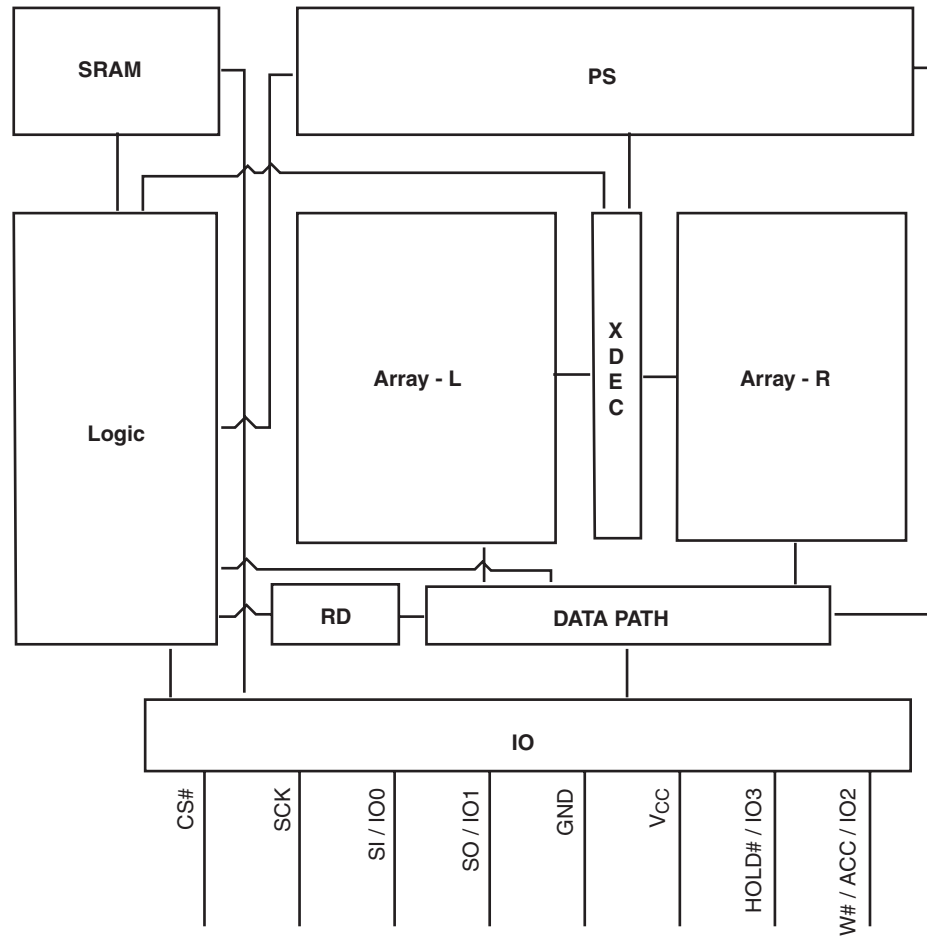 SRAM
PS
Logic
Array - L
X
D
E
C
Array - R
RD
DATA PATH
IO
CS#
SCK
SI / IO0
SO / IO1
GND
VCC
HOLD# / IO3
W# / ACC / IO2